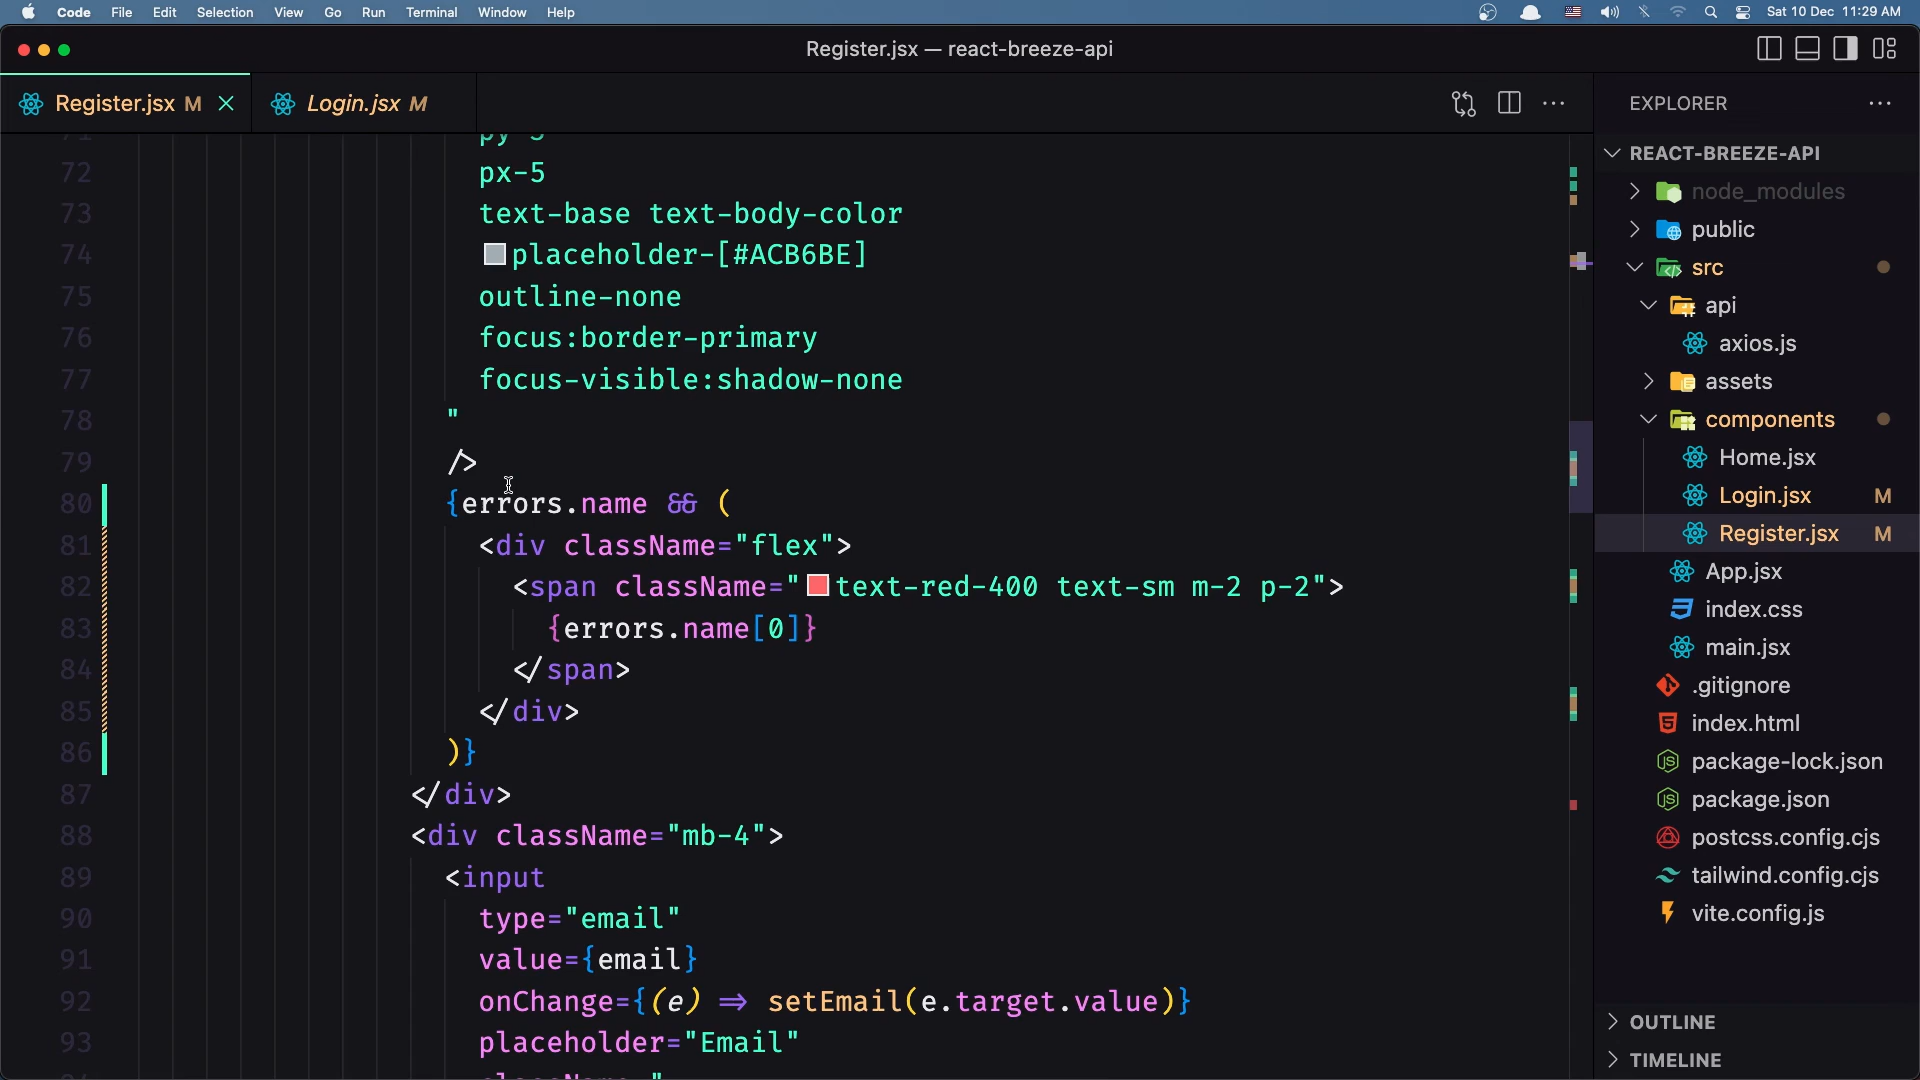 Code File Edit Selection View Go Run Terminal Window Help Sat 10 Dec 11:29 AM
Register.jsx — react-breeze-api
Register.jsx M Login.jsx M
EXPLORER
REACT-BREEZE-API
node_modules
public
src
api
axios.js
assets
components
Home.jsx
Login.jsx M
Register.jsx M
App.jsx
index.css
main.jsx
.gitignore
index.html
package-lock.json
package.json
postcss.config.cjs
tailwind.config.cjs
vite.config.js
OUTLINE
TIMELINE
71 py-3
72 px-5
73 text-base text-body-color
74 placeholder-[#ACB6BE]
75 outline-none
76 focus:border-primary
77 focus-visible:shadow-none
78 "
79 />
80 {errors.name && (
81 <div className="flex">
82 <span className="text-red-400 text-sm m-2 p-2">
83 {errors.name[0]}
84 </span>
85 </div>
86 )}
87 </div>
88 <div className="mb-4">
89 <input
90 type="email"
91 value={email}
92 onChange={(e) => setEmail(e.target.value)}
93 placeholder="Email"
className="